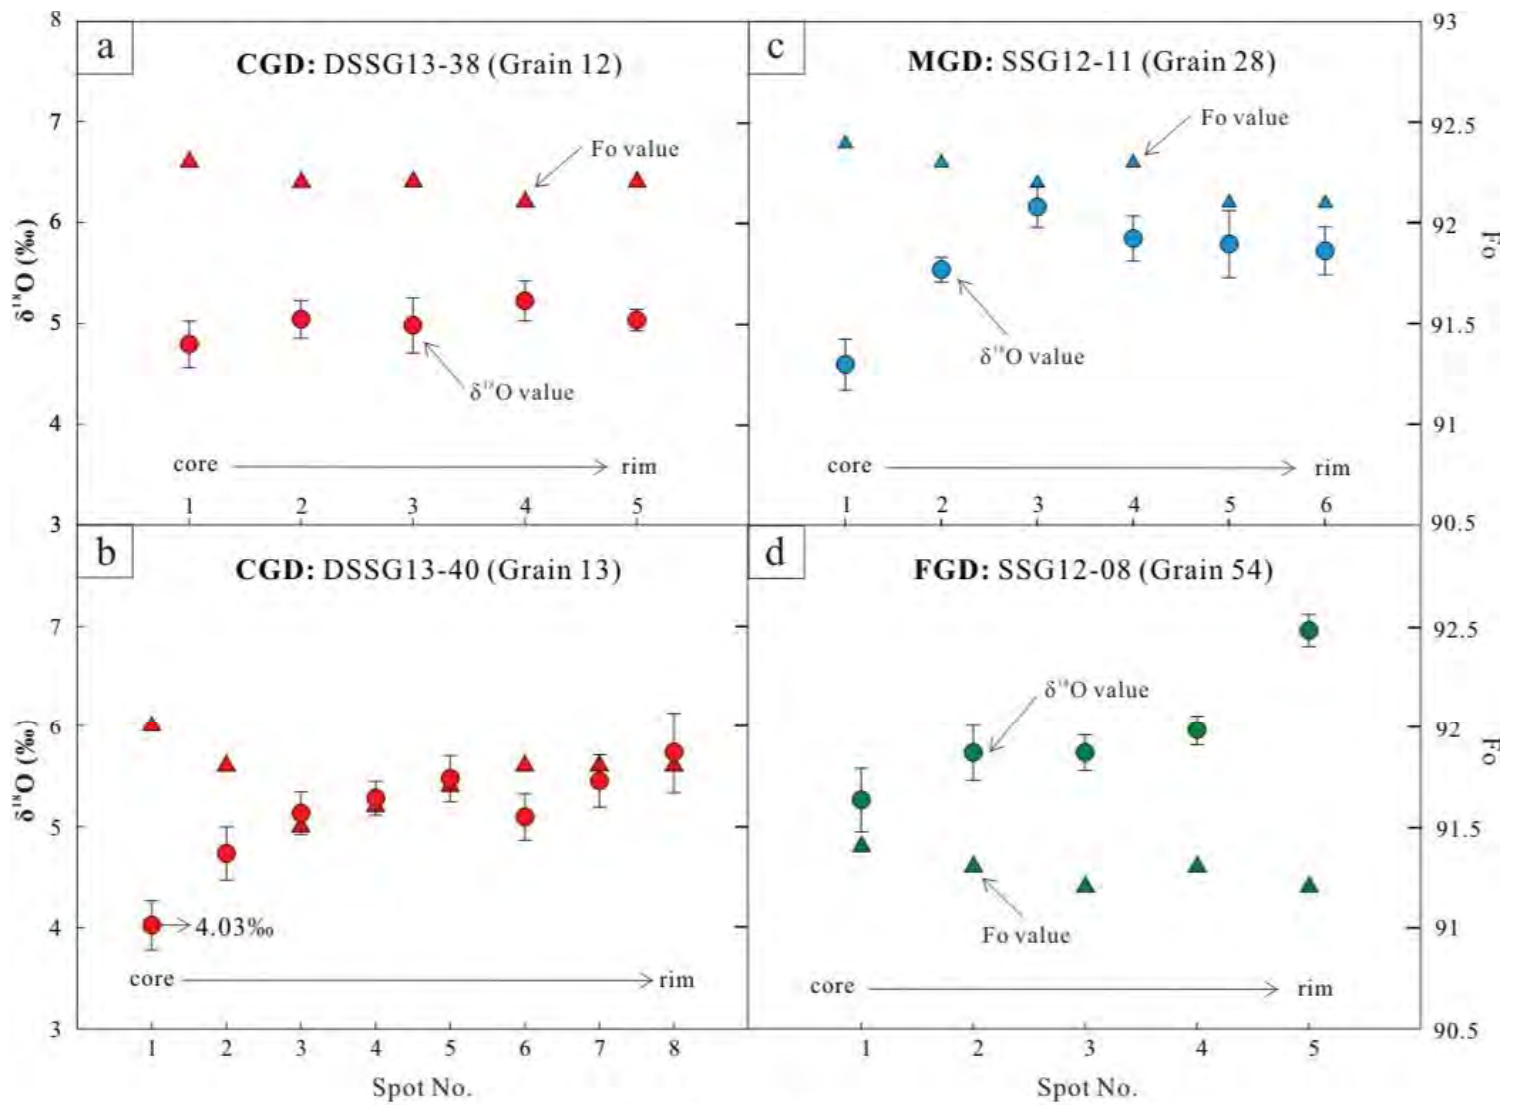 a
CGD: DSSG13-38 (Grain 12)
8
7
6
5
4
3
δ¹⁸O (‰)
Fo value
δ¹⁸O value
core
rim
1 2 3 4 5
c
MGD: SSG12-11 (Grain 28)
93
92.5
92
91.5
91
90.5
Fo
Fo value
δ¹⁸O value
core
rim
1 2 3 4 5 6
b
CGD: DSSG13-40 (Grain 13)
7
6
5
4
3
δ¹⁸O (‰)
4.03‰
core
rim
1 2 3 4 5 6 7 8
Spot No.
d
FGD: SSG12-08 (Grain 54)
92.5
92
91.5
91
90.5
Fo
δ¹⁸O value
Fo value
core
rim
1 2 3 4 5
Spot No.